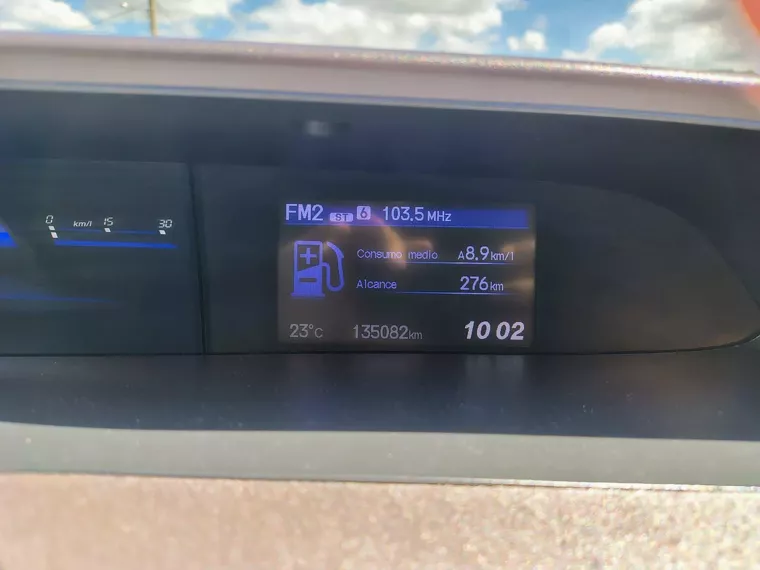 FM2 ST 6 103.5 MHz
0 km/l 15 30
Consumo medio A8.9 km/l
Alcance 276 km
23°C 135082 km 10 02